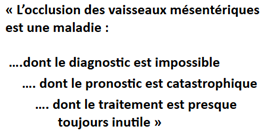 « L’occlusion des vaisseaux mésentériques
est une maladie :
….dont le diagnostic est impossible
…. dont le pronostic est catastrophique
…. dont le traitement est presque
toujours inutile »